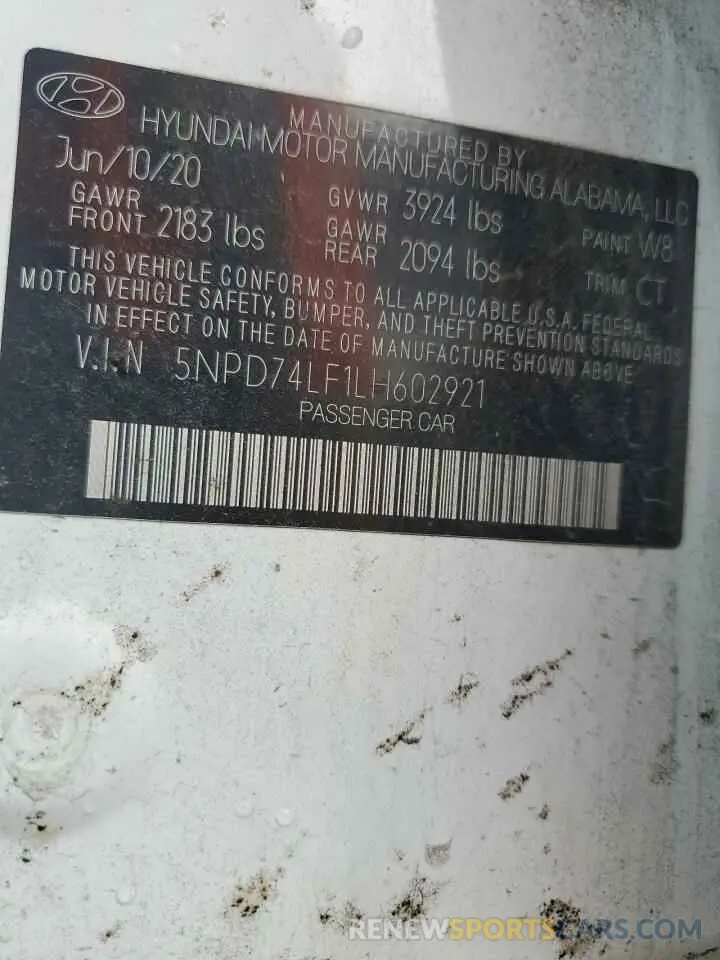 MANUFACTURED BY
HYUNDAI MOTOR MANUFACTURING ALABAMA, LLC
Jun/10/20
GVWR 3924 lbs
PAINT W8
GAWR FRONT 2183 lbs
GAWR REAR 2094 lbs
TRIM CT
THIS VEHICLE CONFORMS TO ALL APPLICABLE U.S.A. FEDERAL
MOTOR VEHICLE SAFETY, BUMPER, AND THEFT PREVENTION STANDARDS
IN EFFECT ON THE DATE OF MANUFACTURE SHOWN ABOVE
V.I.N 5NPD74LF1LH602921
PASSENGER CAR
RENEWSPORTSCARS.COM